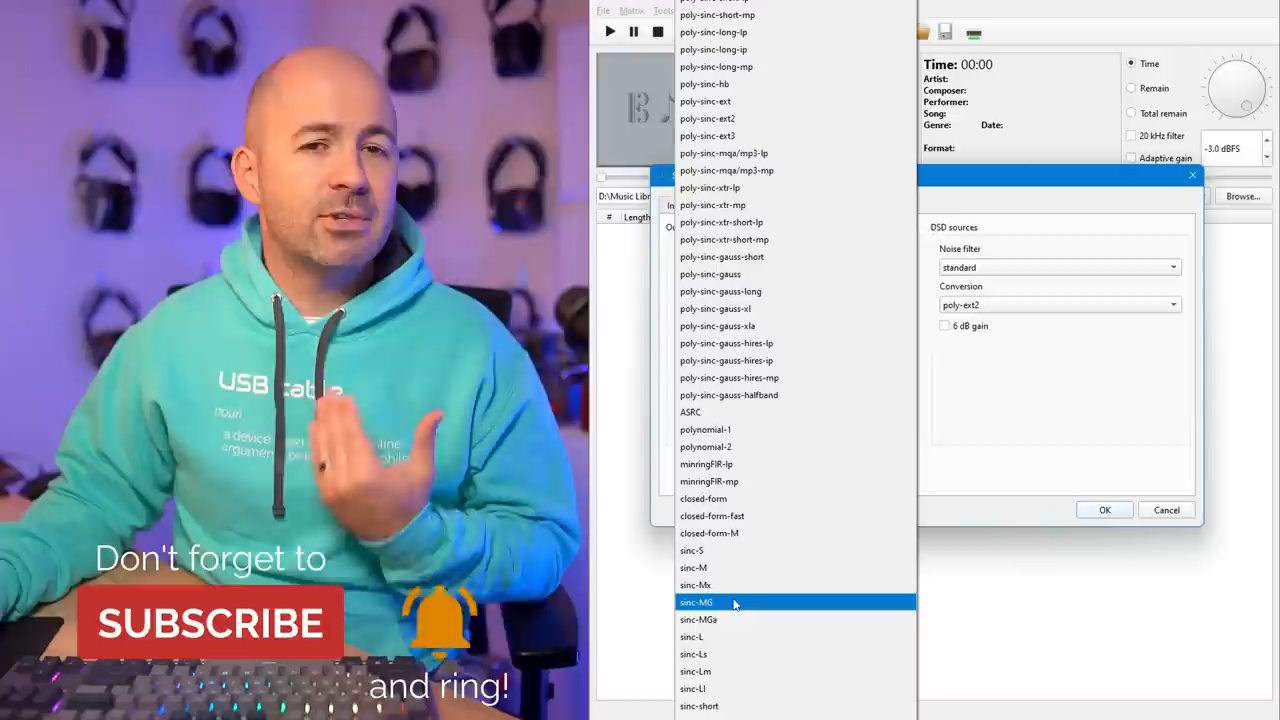 USB cable
noun
a device
Don't forget to
SUBSCRIBE
and ring!
File Matrix Tools
poly-sinc-short-mp
poly-sinc-long-lp
poly-sinc-long-ip
poly-sinc-long-mp
poly-sinc-hb
poly-sinc-ext
poly-sinc-ext2
poly-sinc-ext3
poly-sinc-mqa/mp3-lp
poly-sinc-mqa/mp3-mp
poly-sinc-xtr-lp
poly-sinc-xtr-mp
poly-sinc-xtr-short-lp
poly-sinc-xtr-short-mp
poly-sinc-gauss-short
poly-sinc-gauss
poly-sinc-gauss-long
poly-sinc-gauss-xl
poly-sinc-gauss-xla
poly-sinc-gauss-hires-lp
poly-sinc-gauss-hires-ip
poly-sinc-gauss-hires-mp
poly-sinc-gauss-halfband
ASRC
polynomial-1
polynomial-2
minringFIR-lp
minringFIR-mp
closed-form
closed-form-fast
closed-form-M
sinc-S
sinc-M
sinc-Mx
sinc-MG
sinc-MGa
sinc-L
sinc-Ls
sinc-Lm
sinc-Ll
sinc-short
Time: 00:00
Artist:
Composer:
Performer:
Song:
Genre: Date:
Format:
Time
Remain
Total remain
20 kHz filter
Adaptive gain
-3.0 dBFS
D:\Music Libr
Browse...
# Length
DSD sources
Noise filter
standard
Conversion
poly-ext2
6 dB gain
OK Cancel